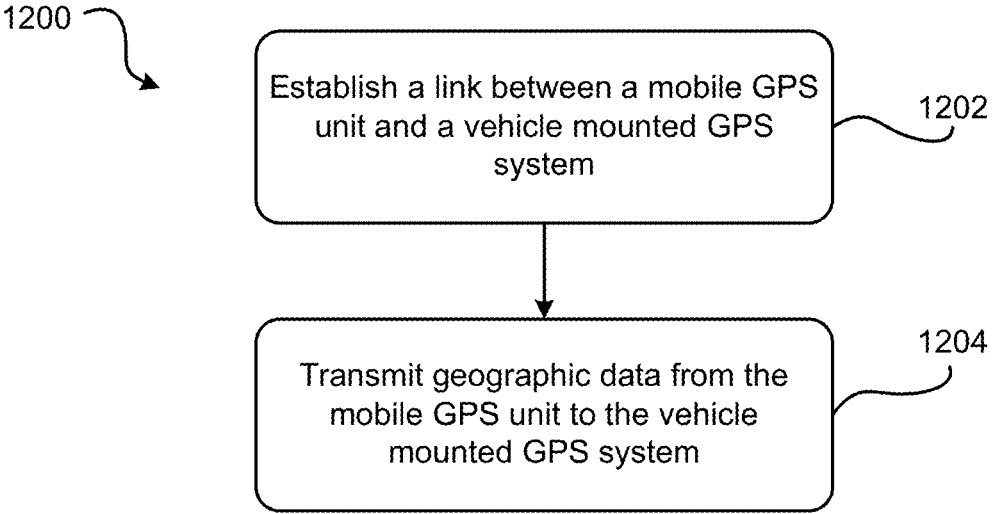 1200
Establish a link between a mobile GPS
unit and a vehicle mounted GPS
system
1202
Transmit geographic data from the
mobile GPS unit to the vehicle
mounted GPS system
1204